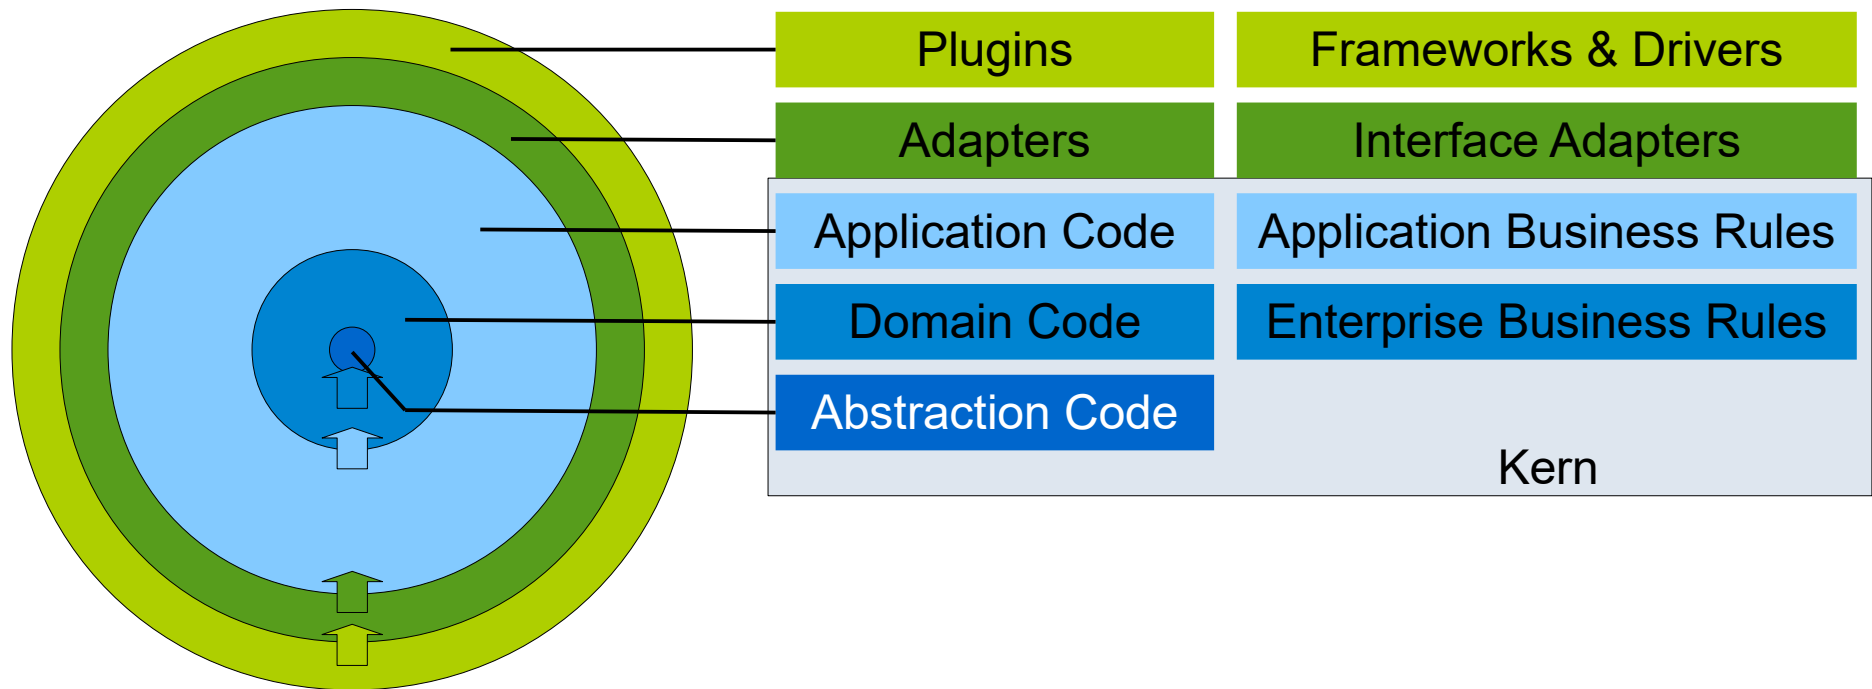 Plugins
Frameworks & Drivers
Adapters
Interface Adapters
Application Code
Application Business Rules
Domain Code
Enterprise Business Rules
Abstraction Code
Kern